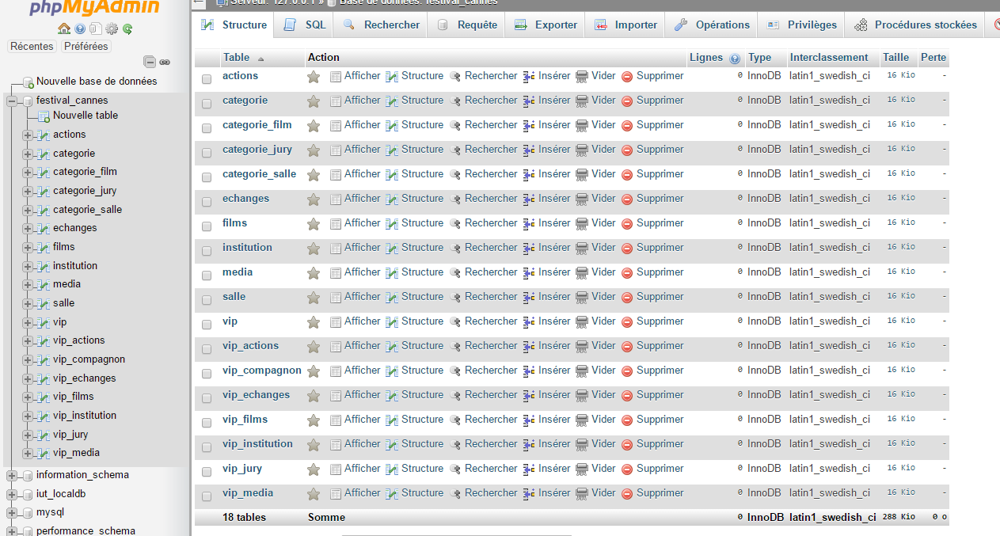 phpMyAdmin
Récentes Préférées
Nouvelle base de données
festival_cannes
Nouvelle table
actions
categorie
categorie_film
categorie_jury
categorie_salle
echanges
films
institution
media
salle
vip
vip_actions
vip_compagnon
vip_echanges
vip_films
vip_institution
vip_jury
vip_media
information_schema
iut_localdb
mysql
performance_schema
Serveur: 127.0.0.1 » Base de données: festival_cannes
Structure SQL Rechercher Requête Exporter Importer Opérations Privilèges Procédures stockées
Table Action Lignes Type Interclassement Taille Perte
actions Afficher Structure Rechercher Insérer Vider Supprimer 0 InnoDB latin1_swedish_ci 16 Kio -
categorie Afficher Structure Rechercher Insérer Vider Supprimer 0 InnoDB latin1_swedish_ci 16 Kio -
categorie_film Afficher Structure Rechercher Insérer Vider Supprimer 0 InnoDB latin1_swedish_ci 16 Kio -
categorie_jury Afficher Structure Rechercher Insérer Vider Supprimer 0 InnoDB latin1_swedish_ci 16 Kio -
categorie_salle Afficher Structure Rechercher Insérer Vider Supprimer 0 InnoDB latin1_swedish_ci 16 Kio -
echanges Afficher Structure Rechercher Insérer Vider Supprimer 0 InnoDB latin1_swedish_ci 16 Kio -
films Afficher Structure Rechercher Insérer Vider Supprimer 0 InnoDB latin1_swedish_ci 16 Kio -
institution Afficher Structure Rechercher Insérer Vider Supprimer 0 InnoDB latin1_swedish_ci 16 Kio -
media Afficher Structure Rechercher Insérer Vider Supprimer 0 InnoDB latin1_swedish_ci 16 Kio -
salle Afficher Structure Rechercher Insérer Vider Supprimer 0 InnoDB latin1_swedish_ci 16 Kio -
vip Afficher Structure Rechercher Insérer Vider Supprimer 0 InnoDB latin1_swedish_ci 16 Kio -
vip_actions Afficher Structure Rechercher Insérer Vider Supprimer 0 InnoDB latin1_swedish_ci 16 Kio -
vip_compagnon Afficher Structure Rechercher Insérer Vider Supprimer 0 InnoDB latin1_swedish_ci 16 Kio -
vip_echanges Afficher Structure Rechercher Insérer Vider Supprimer 0 InnoDB latin1_swedish_ci 16 Kio -
vip_films Afficher Structure Rechercher Insérer Vider Supprimer 0 InnoDB latin1_swedish_ci 16 Kio -
vip_institution Afficher Structure Rechercher Insérer Vider Supprimer 0 InnoDB latin1_swedish_ci 16 Kio -
vip_jury Afficher Structure Rechercher Insérer Vider Supprimer 0 InnoDB latin1_swedish_ci 16 Kio -
vip_media Afficher Structure Rechercher Insérer Vider Supprimer 0 InnoDB latin1_swedish_ci 16 Kio -
18 tables Somme 0 InnoDB latin1_swedish_ci 288 Kio 0 o